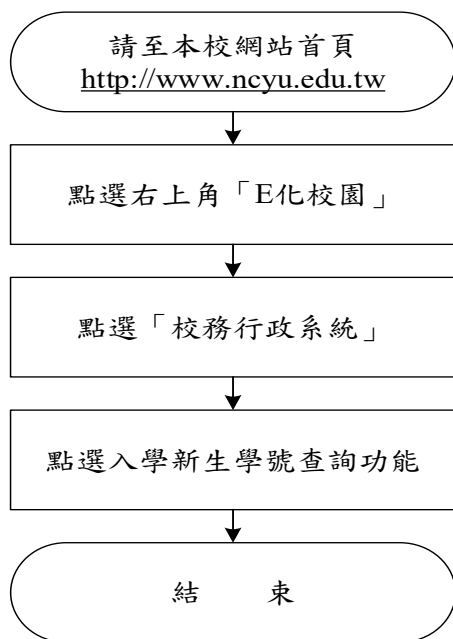 請至本校網站首頁
http://www.ncyu.edu.tw
點選右上角「E化校園」
點選「校務行政系統」
點選入學新生學號查詢功能
結　　束